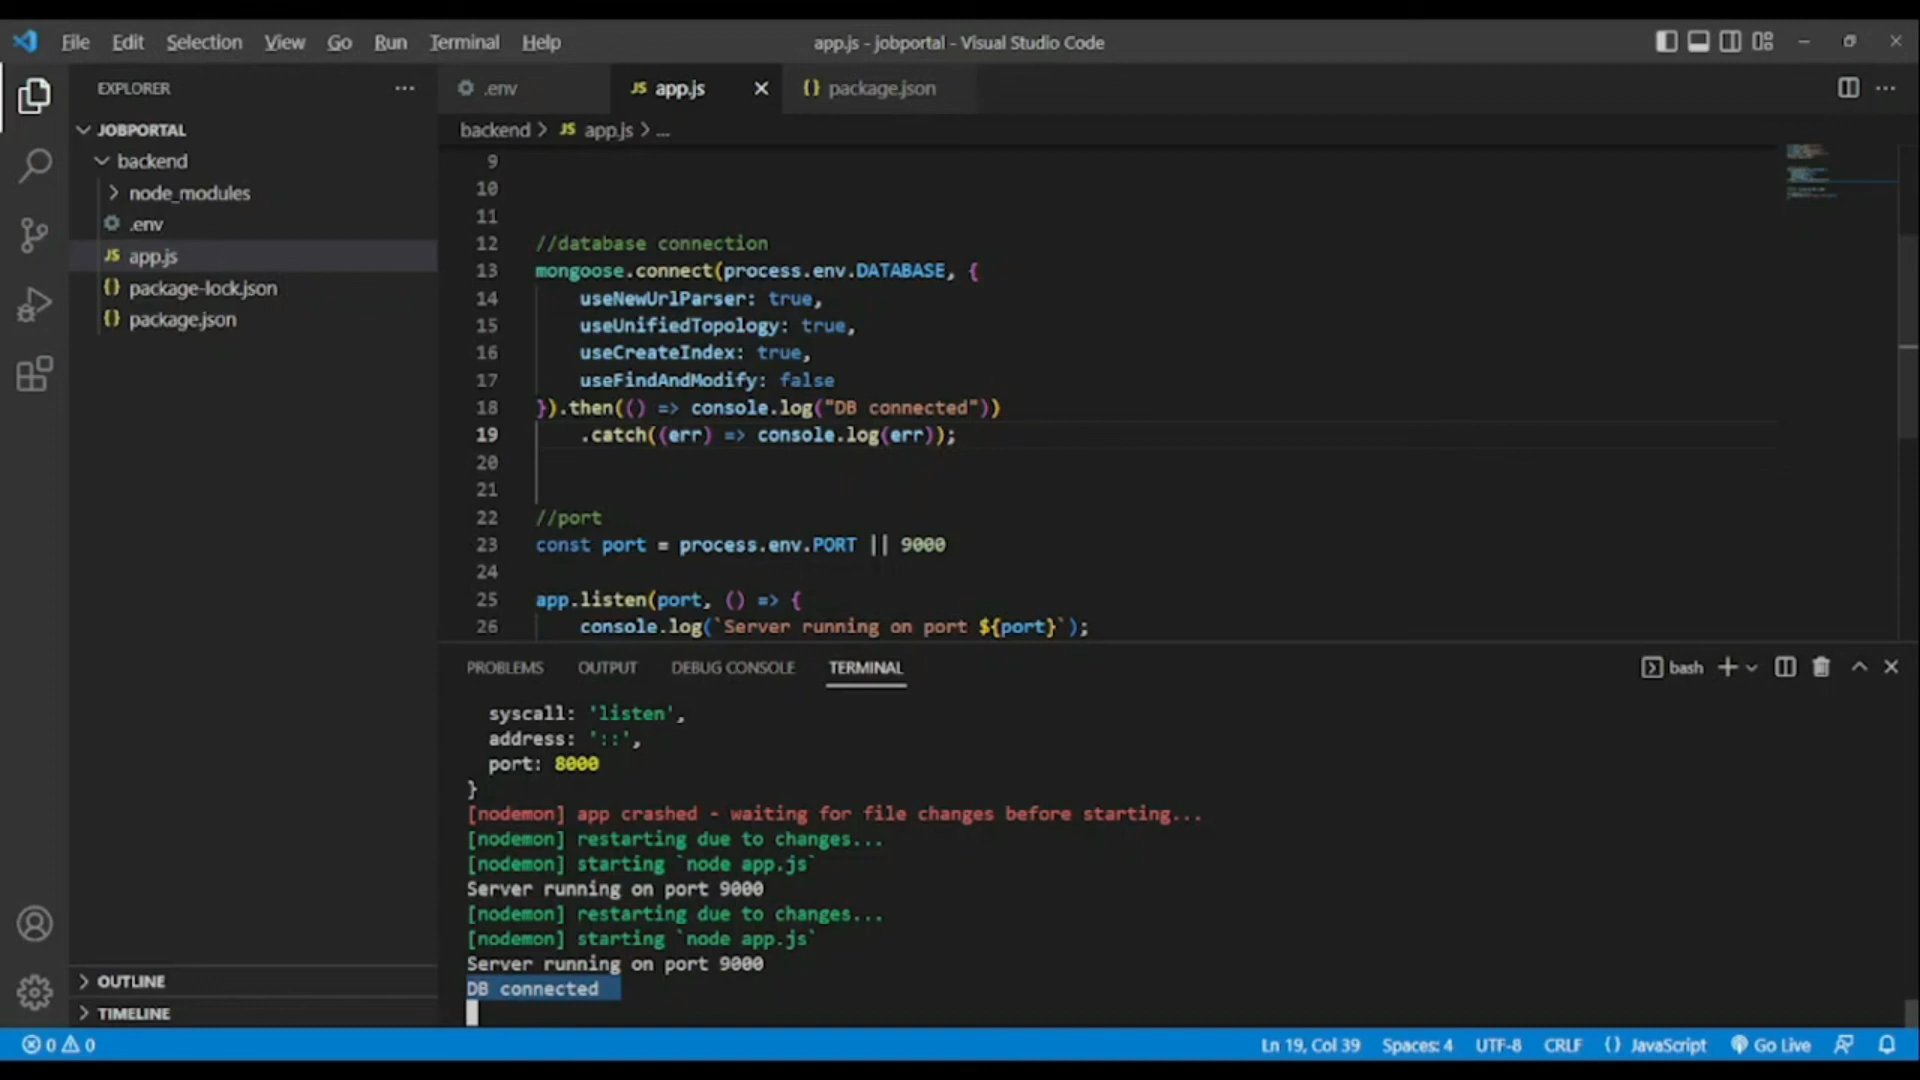 File Edit Selection View Go Run Terminal Help
app.js - jobportal - Visual Studio Code
EXPLORER
JOBPORTAL
backend
node_modules
.env
app.js
package-lock.json
package.json
OUTLINE
TIMELINE
.env
JS app.js
{} package.json
backend > JS app.js > ...
9
10
11
12 //database connection
13 mongoose.connect(process.env.DATABASE, {
14 useNewUrlParser: true,
15 useUnifiedTopology: true,
16 useCreateIndex: true,
17 useFindAndModify: false
18 }).then(() => console.log("DB connected"))
19 .catch((err) => console.log(err));
20
21
22 //port
23 const port = process.env.PORT || 9000
24
25 app.listen(port, () => {
26 console.log(`Server running on port ${port}`);
PROBLEMS OUTPUT DEBUG CONSOLE TERMINAL
bash
syscall: 'listen',
address: '::',
port: 8000
}
[nodemon] app crashed - waiting for file changes before starting...
[nodemon] restarting due to changes...
[nodemon] starting `node app.js`
Server running on port 9000
[nodemon] restarting due to changes...
[nodemon] starting `node app.js`
Server running on port 9000
DB connected
0 0
Ln 19, Col 39 Spaces: 4 UTF-8 CRLF {} JavaScript Go Live